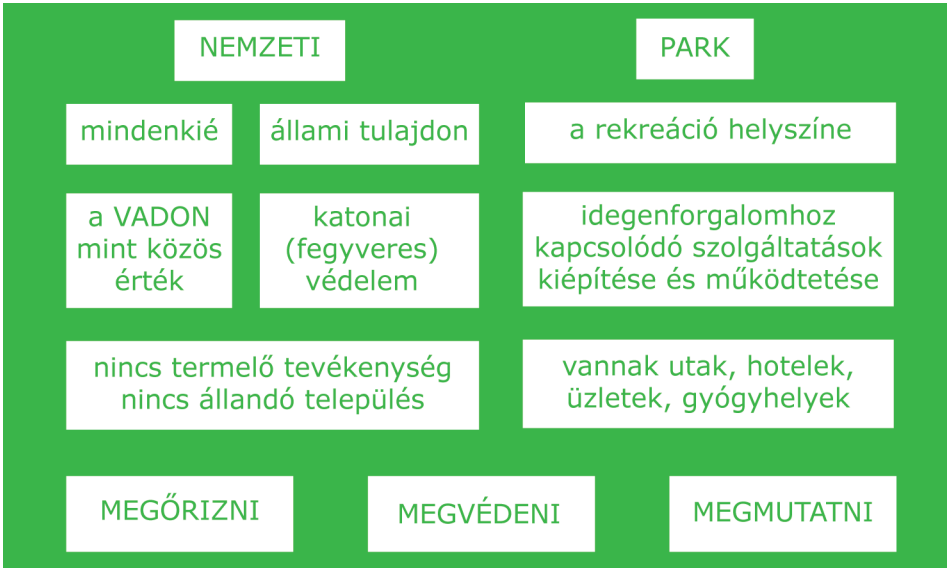 NEMZETI
PARK
mindenkié
állami tulajdon
a rekreáció helyszíne
a VADON
mint közös
érték
katonai
(fegyveres)
védelem
idegenforgalomhoz
kapcsolódó szolgáltatások
kiépítése és működtetése
nincs termelő tevékenység
nincs állandó település
vannak utak, hotelek,
üzletek, gyógyhelyek
MEGŐRIZNI
MEGVÉDENI
MEGMUTATNI